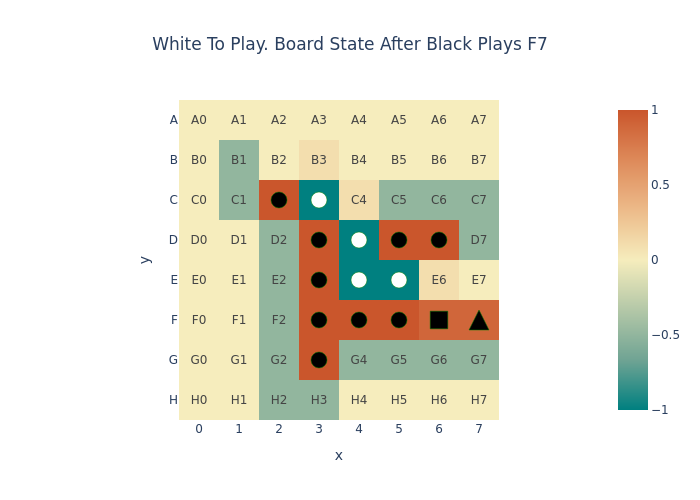 White To Play. Board State After Black Plays F7
A A0 A1 A2 A3 A4 A5 A6 A7
B B0 B1 B2 B3 B4 B5 B6 B7
C C0 C1 C4 C5 C6 C7
D D0 D1 D2 D7
E E0 E1 E2 E6 E7
F F0 F1 F2
G G0 G1 G2 G4 G5 G6 G7
H H0 H1 H2 H3 H4 H5 H6 H7
0 1 2 3 4 5 6 7
x
y
1
0.5
0
−0.5
−1